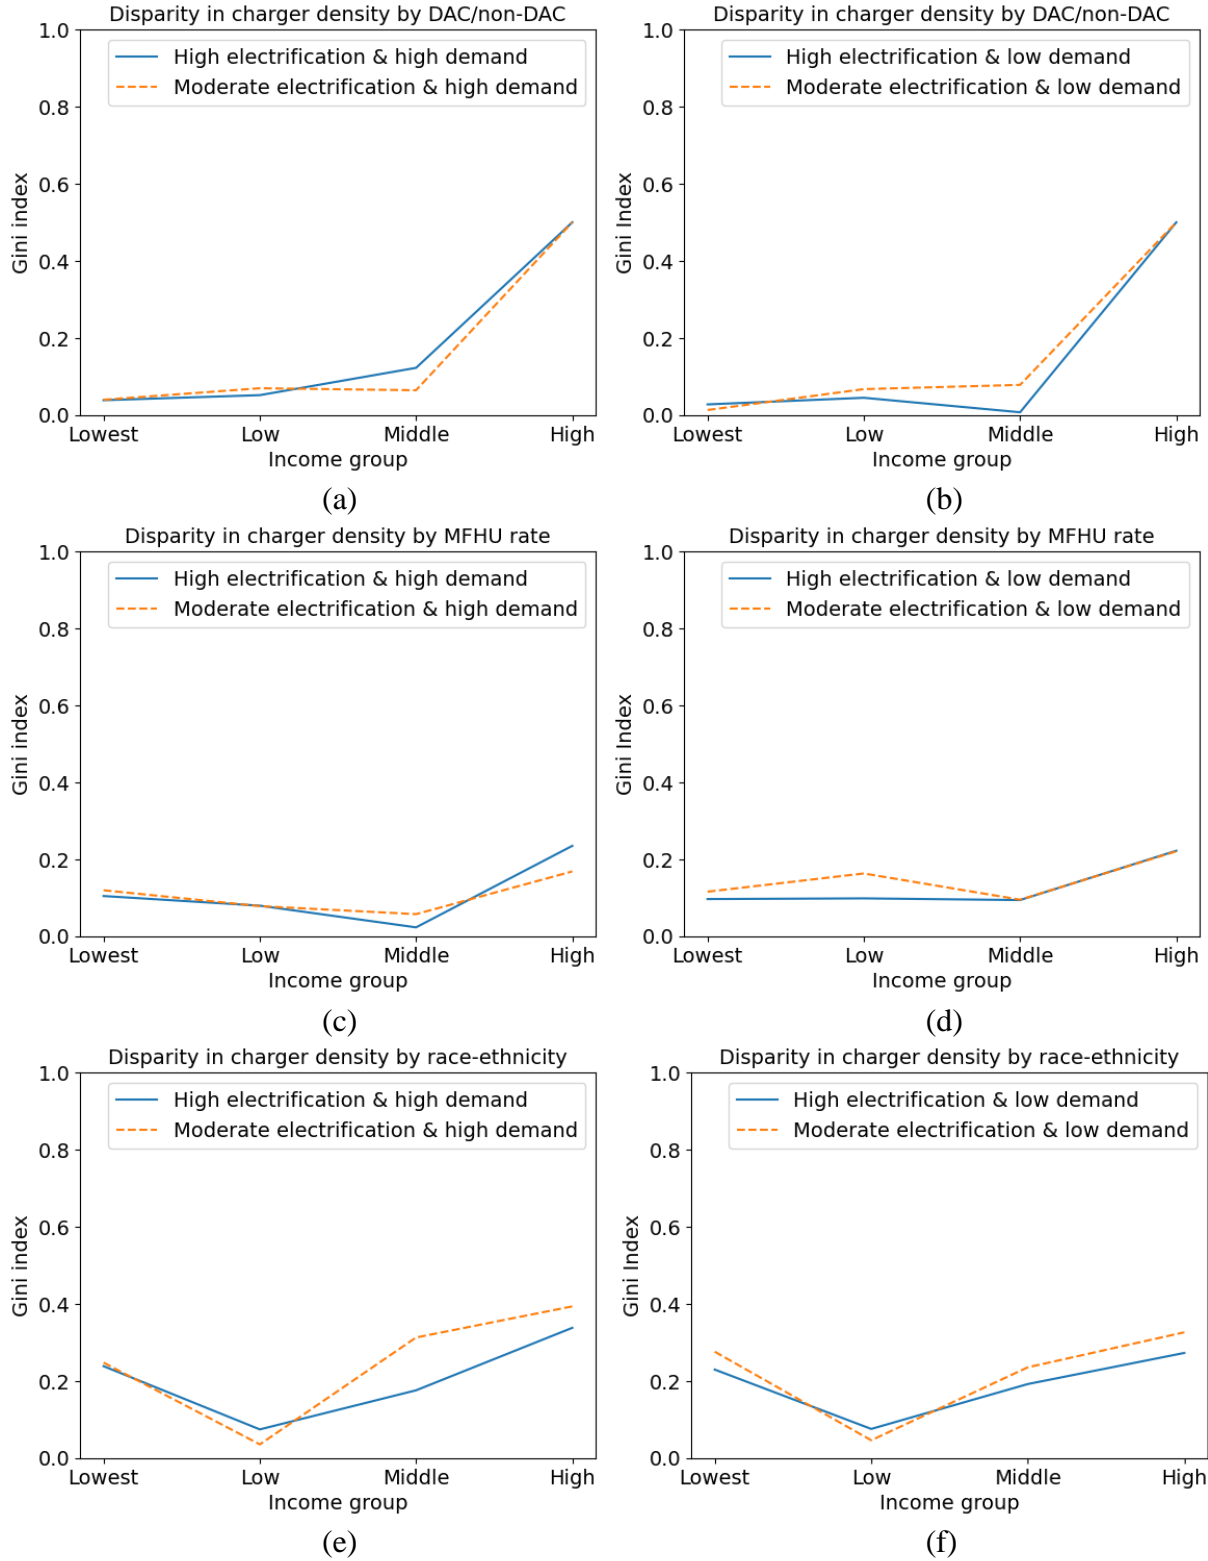 Disparity in charger density by DAC/non-DAC
High electrification & high demand
Moderate electrification & high demand
1.0
0.8
0.6
0.4
0.2
0.0
Gini index
Lowest Low Middle High
Income group
(a)
Disparity in charger density by DAC/non-DAC
High electrification & low demand
Moderate electrification & low demand
1.0
0.8
0.6
0.4
0.2
0.0
Gini Index
Lowest Low Middle High
Income group
(b)
Disparity in charger density by MFHU rate
High electrification & high demand
Moderate electrification & high demand
1.0
0.8
0.6
0.4
0.2
0.0
Gini index
Lowest Low Middle High
Income group
(c)
Disparity in charger density by MFHU rate
High electrification & low demand
Moderate electrification & low demand
1.0
0.8
0.6
0.4
0.2
0.0
Gini Index
Lowest Low Middle High
Income group
(d)
Disparity in charger density by race-ethnicity
High electrification & high demand
Moderate electrification & high demand
1.0
0.8
0.6
0.4
0.2
0.0
Gini index
Lowest Low Middle High
Income group
(e)
Disparity in charger density by race-ethnicity
High electrification & low demand
Moderate electrification & low demand
1.0
0.8
0.6
0.4
0.2
0.0
Gini Index
Lowest Low Middle High
Income group
(f)